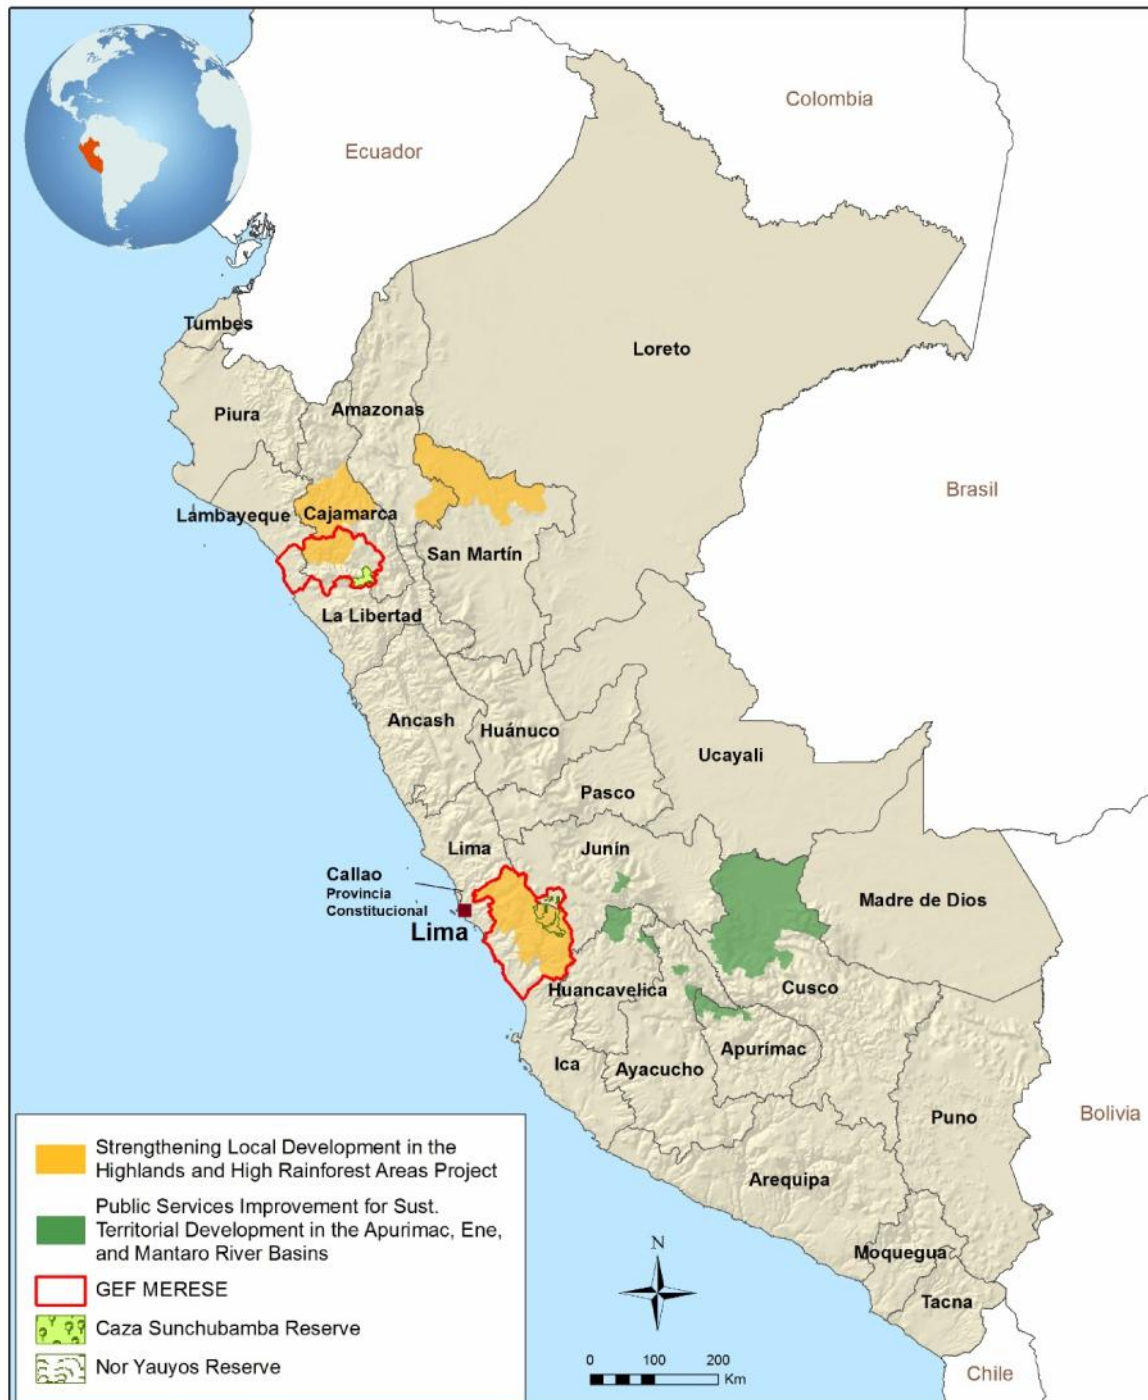 Colombia
Ecuador
Tumbes
Loreto
Piura
Amazonas
Brasil
Lambayeque
Cajamarca
San Martín
La Libertad
Ancash
Huánuco
Ucayali
Pasco
Lima
Junín
Callao
Provincia
Constitucional
Madre de Dios
Lima
Huancavelica
Cusco
Apurímac
Ica
Ayacucho
Puno
Bolivia
Arequipa
Moquegua
Tacna
Chile
Strengthening Local Development in the
Highlands and High Rainforest Areas Project
Public Services Improvement for Sust.
Territorial Development in the Apurimac, Ene,
and Mantaro River Basins
GEF MERESE
Caza Sunchubamba Reserve
Nor Yauyos Reserve
N
0 100 200
Km